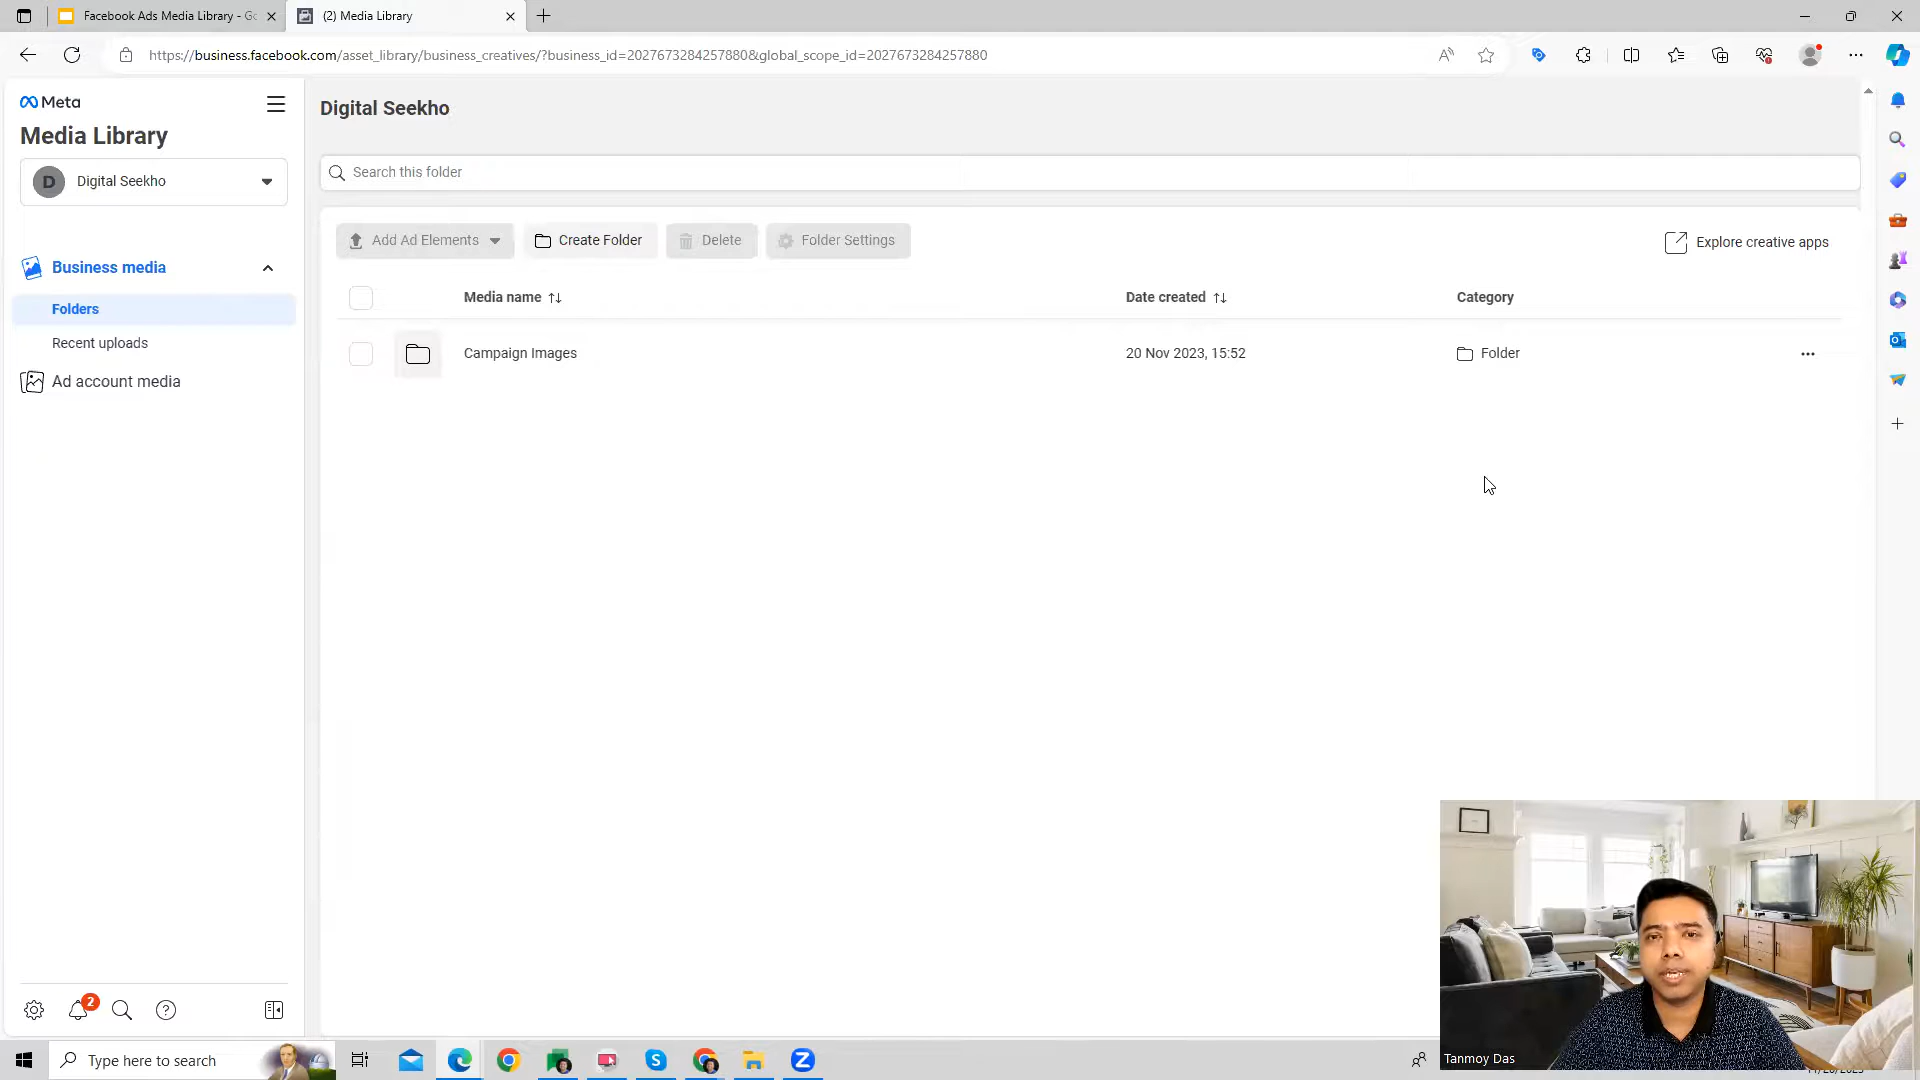 Facebook Ads Media Library - Go
(2) Media Library
https://business.facebook.com/asset_library/business_creatives/?business_id=2027673284257880&global_scope_id=2027673284257880
Meta
Media Library
D
Digital Seekho
Business media
Folders
Recent uploads
Ad account media
2
Digital Seekho
Search this folder
Add Ad Elements
Create Folder
Delete
Folder Settings
Explore creative apps
Media name
Date created
Category
Campaign Images
20 Nov 2023, 15:52
Folder
Tanmoy Das
Type here to search